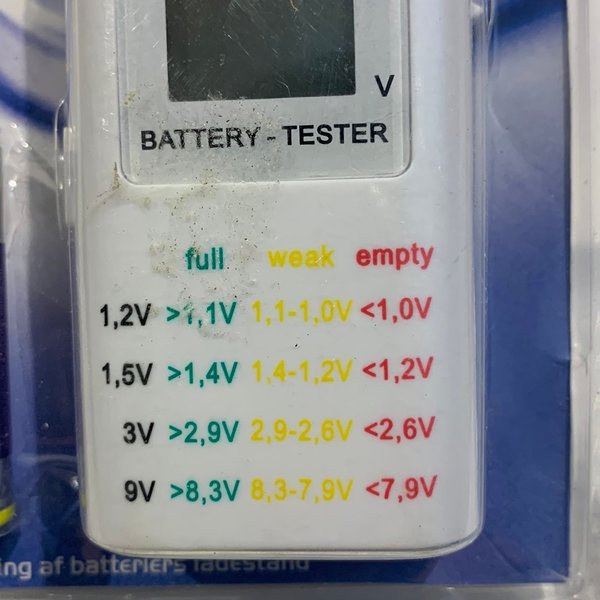 V
BATTERY - TESTER
full weak empty
1,2V >1,1V 1,1-1,0V <1,0V
1,5V >1,4V 1,4-1,2V <1,2V
3V >2,9V 2,9-2,6V <2,6V
9V >8,3V 8,3-7,9V <7,9V
ing af batteriers ladestand